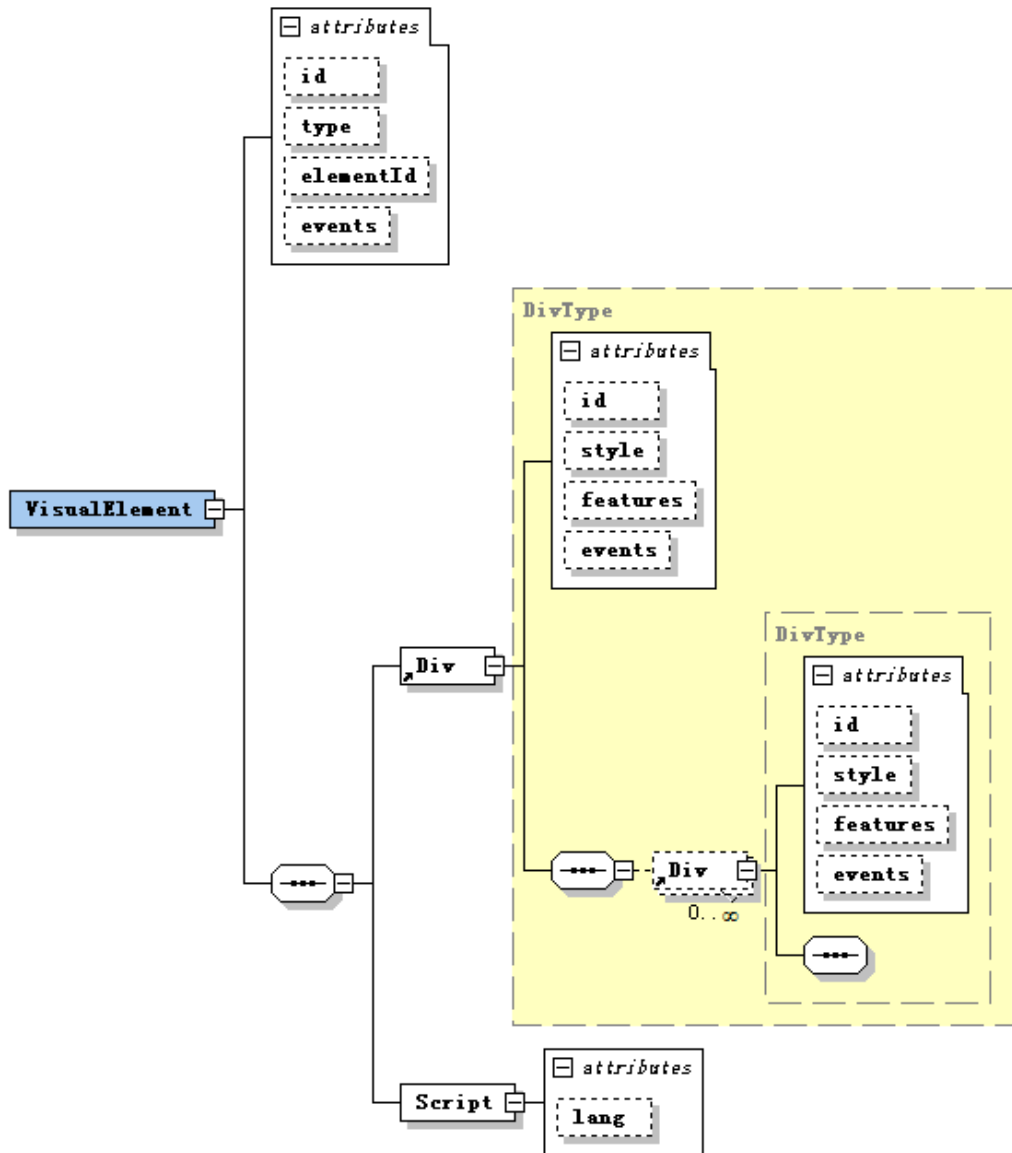 attributes
id
type
elementId
events
DivType
attributes
id
style
features
events
VisualElement
Div
DivType
attributes
id
style
features
events
Div
0..∞
attributes
Script
lang